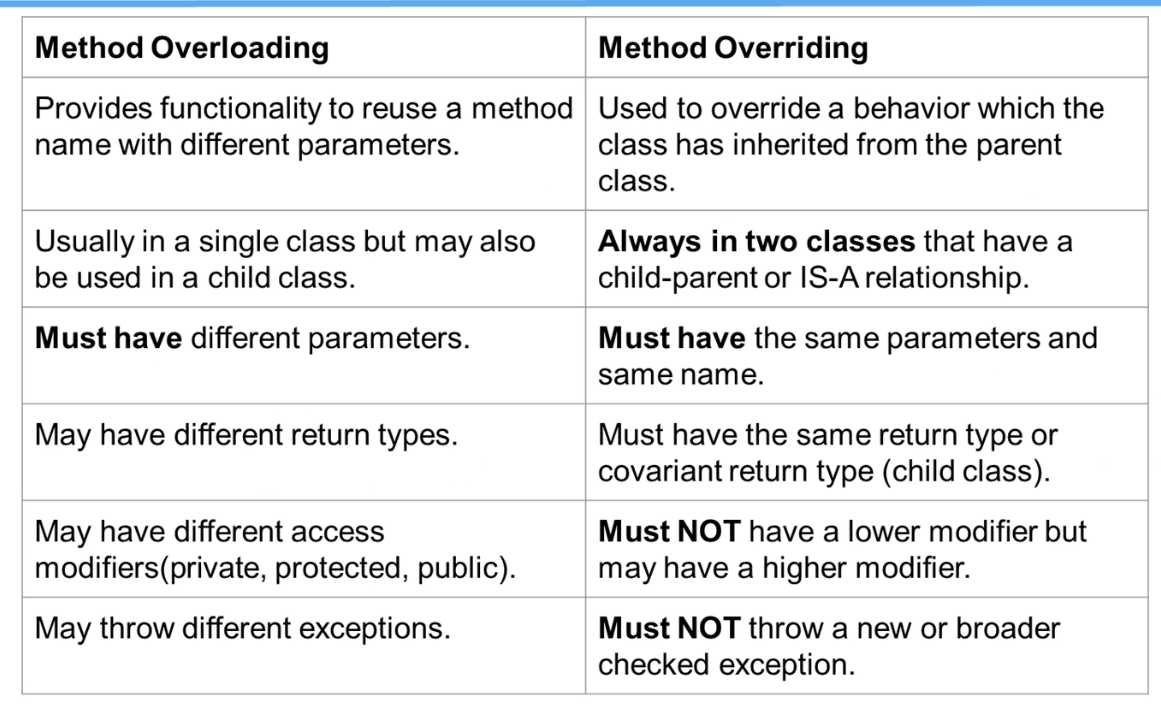 Method Overloading
Method Overriding
Provides functionality to reuse a method
name with different parameters.
Used to override a behavior which the
class has inherited from the parent
class.
Usually in a single class but may also
be used in a child class.
Always in two classes that have a
child-parent or IS-A relationship.
Must have different parameters.
Must have the same parameters and
same name.
May have different return types.
Must have the same return type or
covariant return type (child class).
May have different access
modifiers(private, protected, public).
Must NOT have a lower modifier but
may have a higher modifier.
May throw different exceptions.
Must NOT throw a new or broader
checked exception.